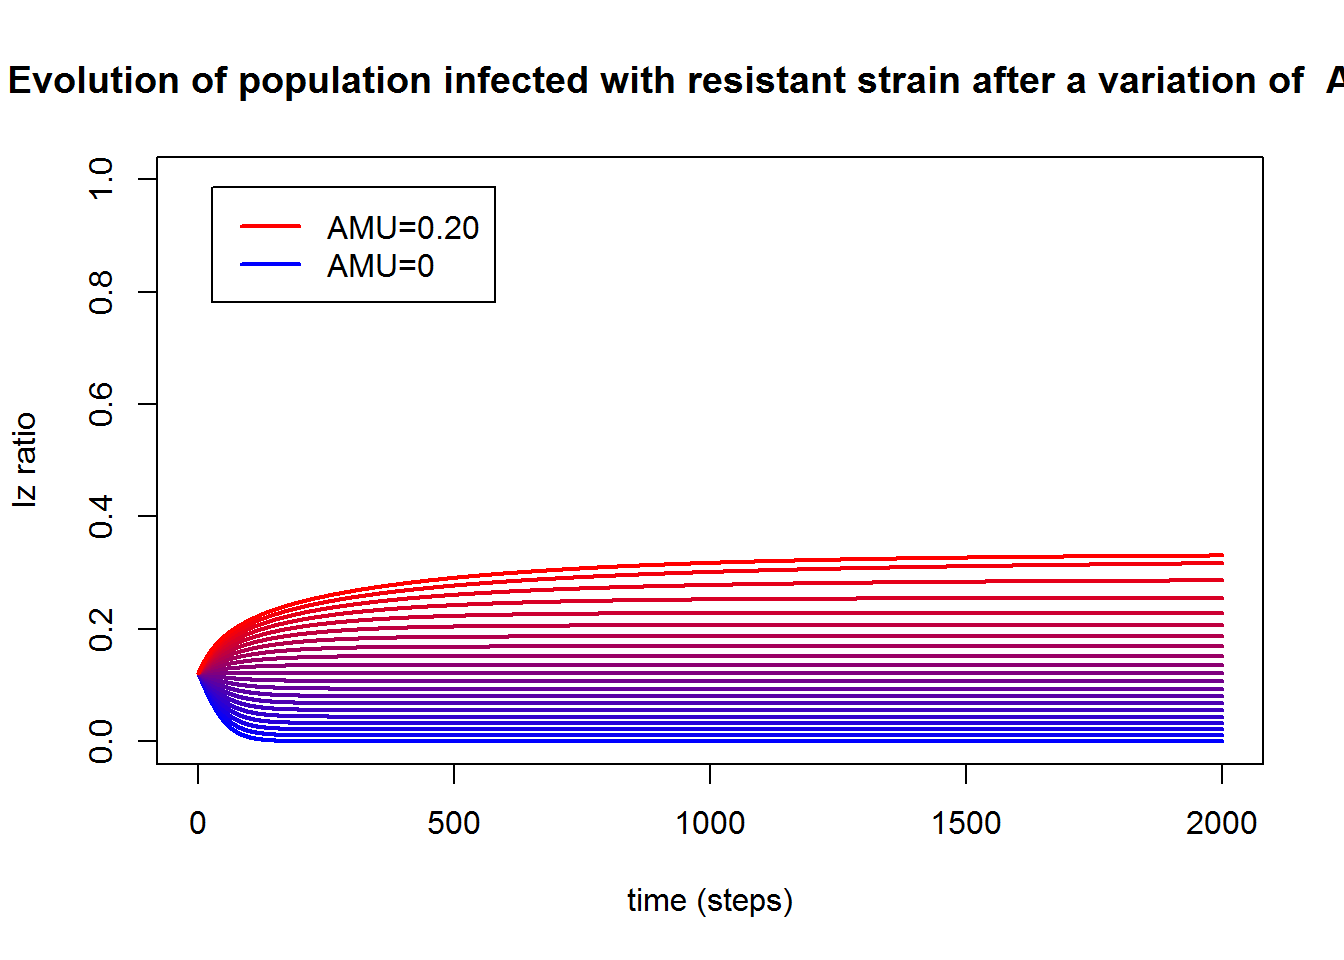 Evolution of population infected with resistant strain after a variation of A
1.0
0.8
0.6
0.4
0.2
0.0
Iz ratio
AMU=0.20
AMU=0
0 500 1000 1500 2000
time (steps)